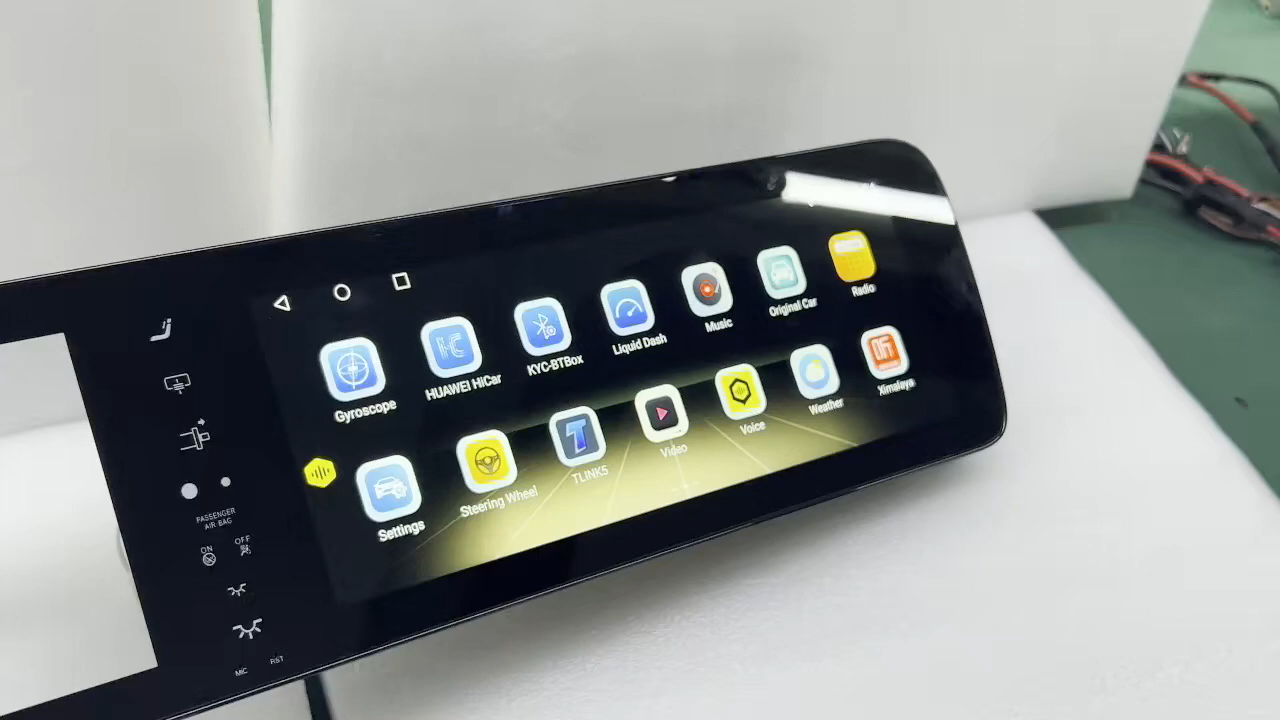 Gyroscope
HUAWEI HiCar
KYC-BTBox
Liquid Dash
Music
Original Car
Radio
Settings
Steering Wheel
TLINK5
Video
Voice
Weather
Ximalaya
PASSENGER
AIR BAG
ON OFF
MIC RST